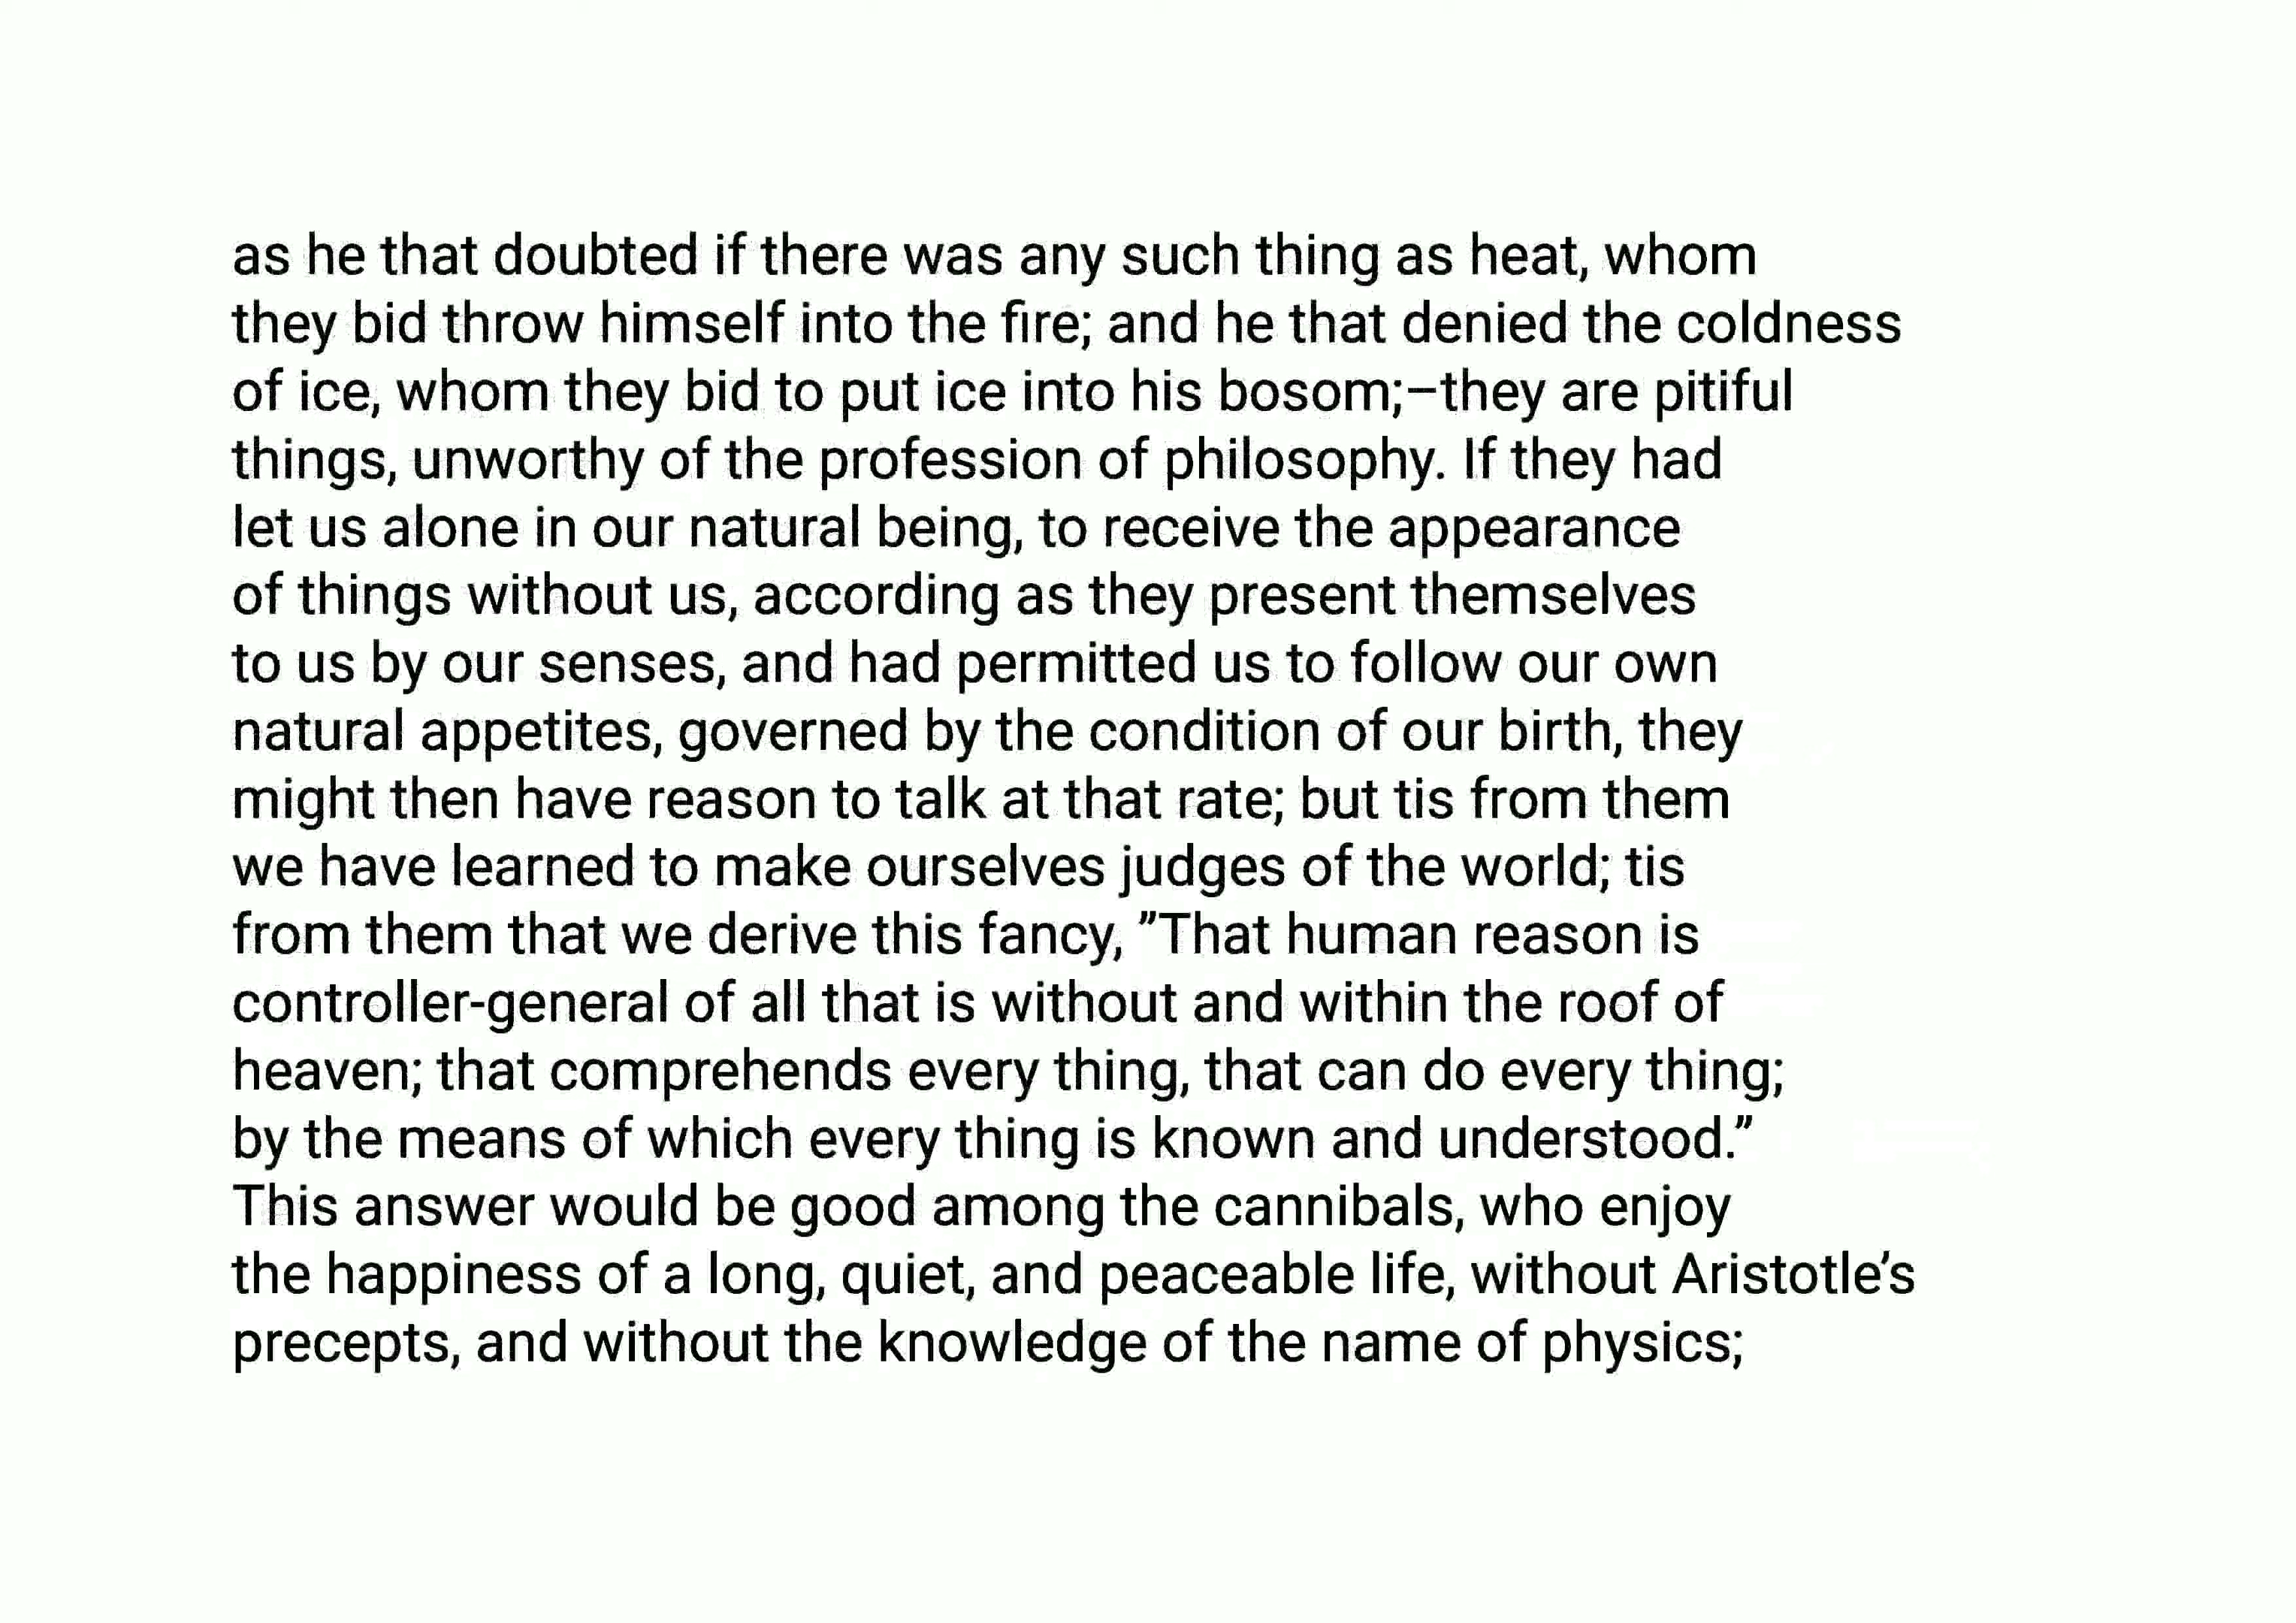 as he that doubted if there was any such thing as heat, whom
they bid throw himself into the fire; and he that denied the coldness
of ice, whom they bid to put ice into his bosom;–they are pitiful
things, unworthy of the profession of philosophy. If they had
let us alone in our natural being, to receive the appearance
of things without us, according as they present themselves
to us by our senses, and had permitted us to follow our own
natural appetites, governed by the condition of our birth, they
might then have reason to talk at that rate; but tis from them
we have learned to make ourselves judges of the world; tis
from them that we derive this fancy, ”That human reason is
controller-general of all that is without and within the roof of
heaven; that comprehends every thing, that can do every thing;
by the means of which every thing is known and understood.”
This answer would be good among the cannibals, who enjoy
the happiness of a long, quiet, and peaceable life, without Aristotle’s
precepts, and without the knowledge of the name of physics;